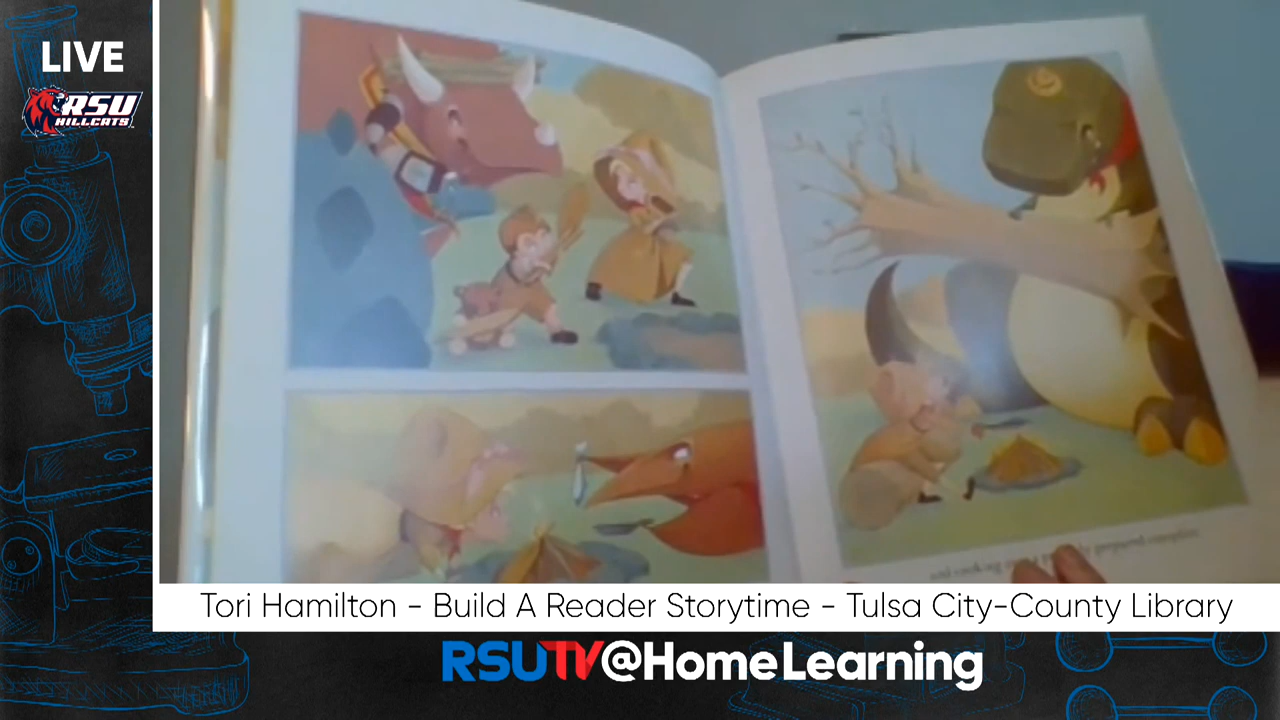 LIVE
RSU
HILLCATS
Tori Hamilton - Build A Reader Storytime - Tulsa City-County Library
RSUTV@HomeLearning